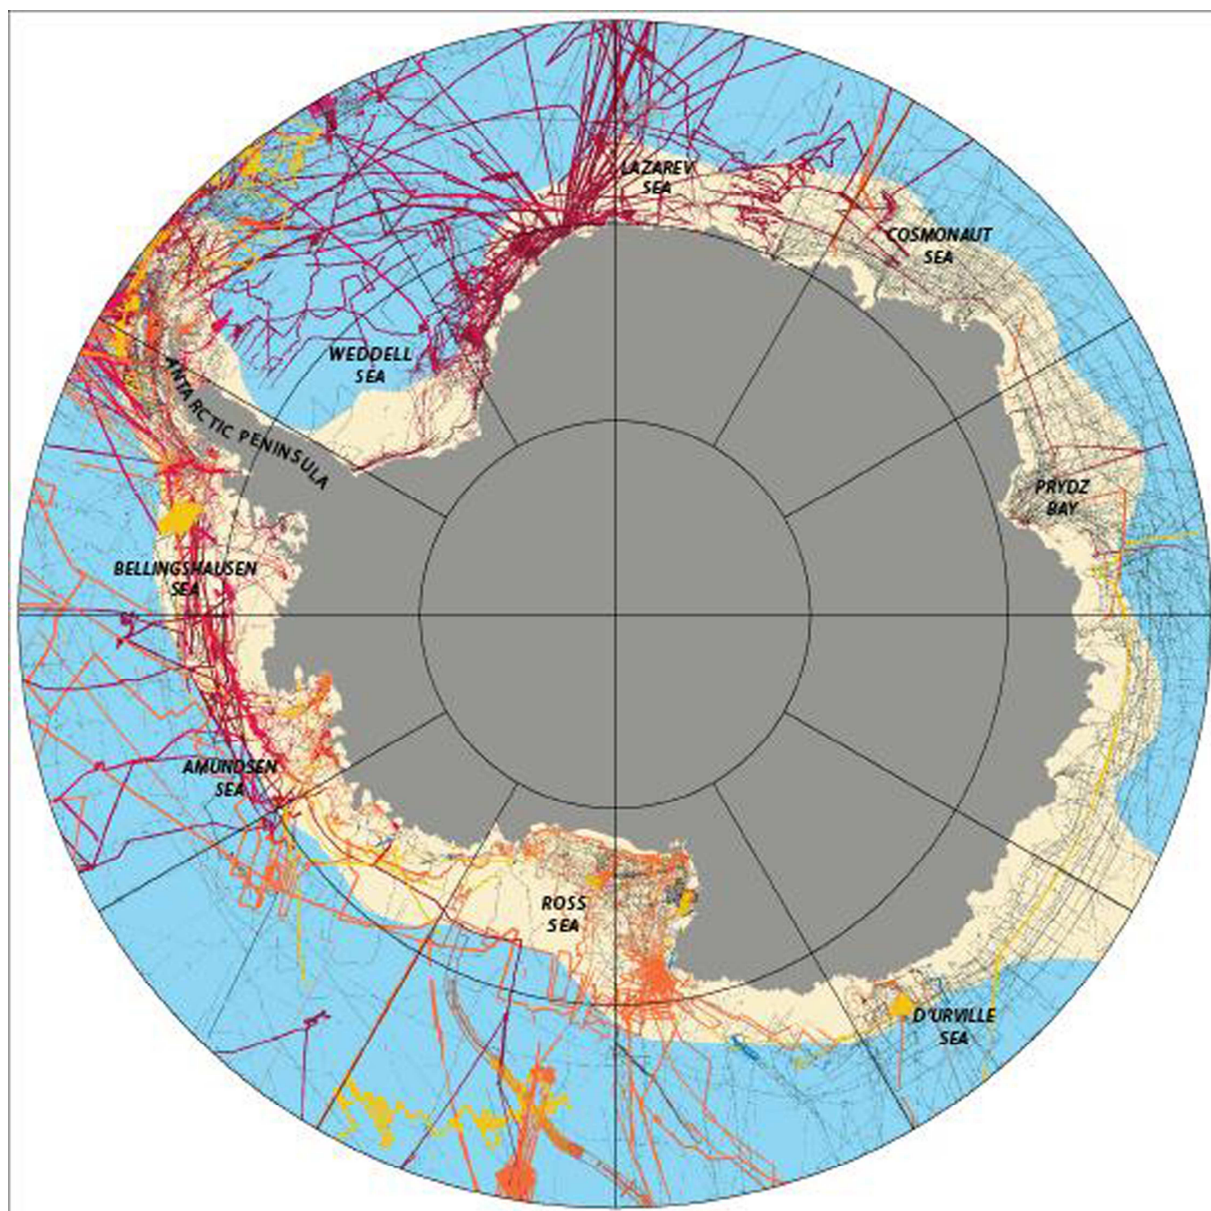 LAZAREV
SEA
COSMONAUT
SEA
WEDDELL
SEA
ANTARCTIC PENINSULA
PRYDZ
BAY
BELLINGSHAUSEN
SEA
AMUNDSEN
SEA
ROSS
SEA
D'URVILLE
SEA